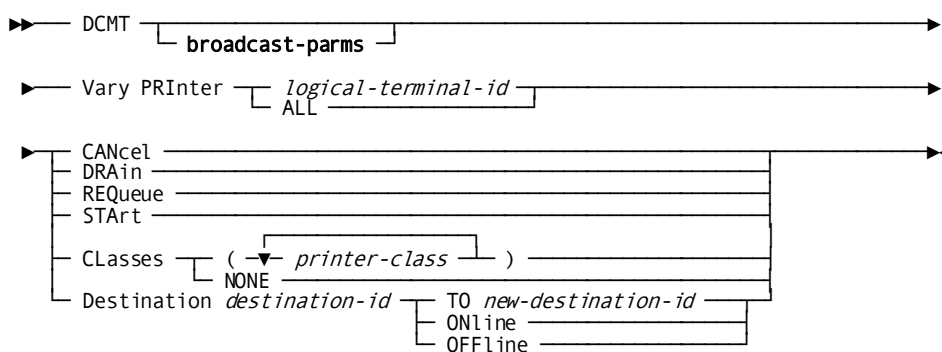 DCMT
broadcast-parms
Vary PRInter logical-terminal-id
ALL
CANcel
DRAin
REQueue
STArt
CLasses ( printer-class )
NONE
Destination destination-id TO new-destination-id
ONline
OFFline